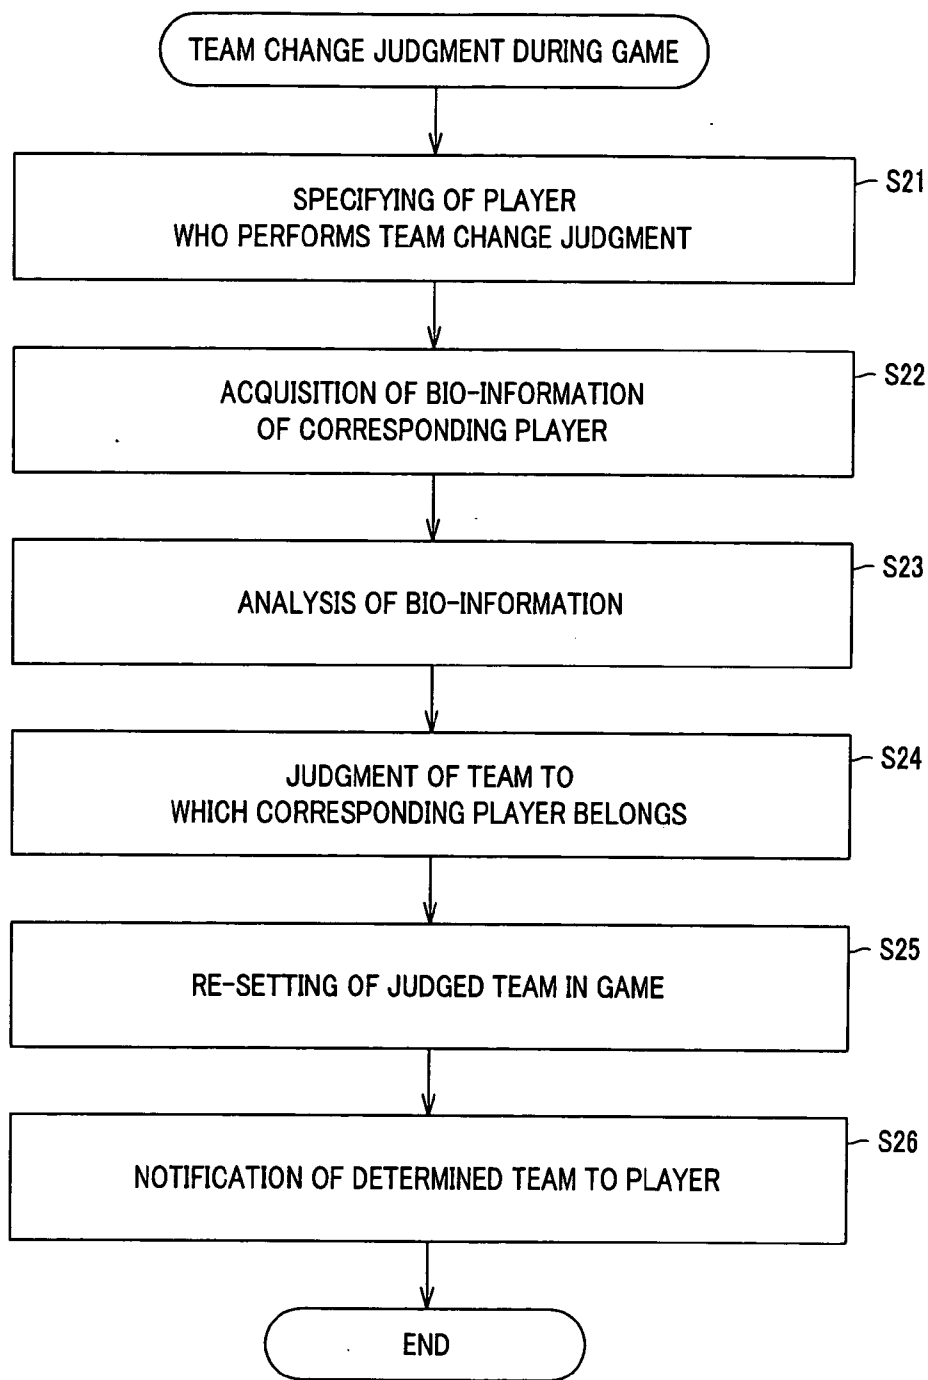 TEAM CHANGE JUDGMENT DURING GAME
S21
SPECIFYING OF PLAYER
WHO PERFORMS TEAM CHANGE JUDGMENT
S22
ACQUISITION OF BIO-INFORMATION
OF CORRESPONDING PLAYER
S23
ANALYSIS OF BIO-INFORMATION
S24
JUDGMENT OF TEAM TO
WHICH CORRESPONDING PLAYER BELONGS
S25
RE-SETTING OF JUDGED TEAM IN GAME
S26
NOTIFICATION OF DETERMINED TEAM TO PLAYER
END